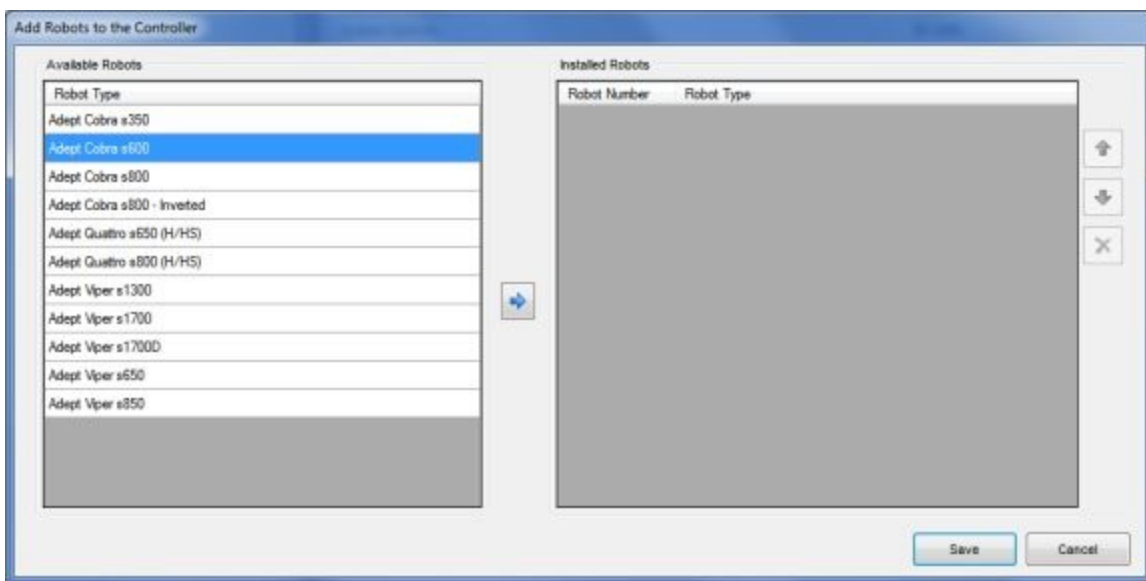 Add Robots to the Controller
Available Robots
Robot Type
Adept Cobra s350
Adept Cobra s600
Adept Cobra s800
Adept Cobra s800 - Inverted
Adept Quattro s650 (H/HS)
Adept Quattro s800 (H/HS)
Adept Viper s1300
Adept Viper s1700
Adept Viper s1700D
Adept Viper s650
Adept Viper s850
Installed Robots
Robot Number Robot Type
Save Cancel